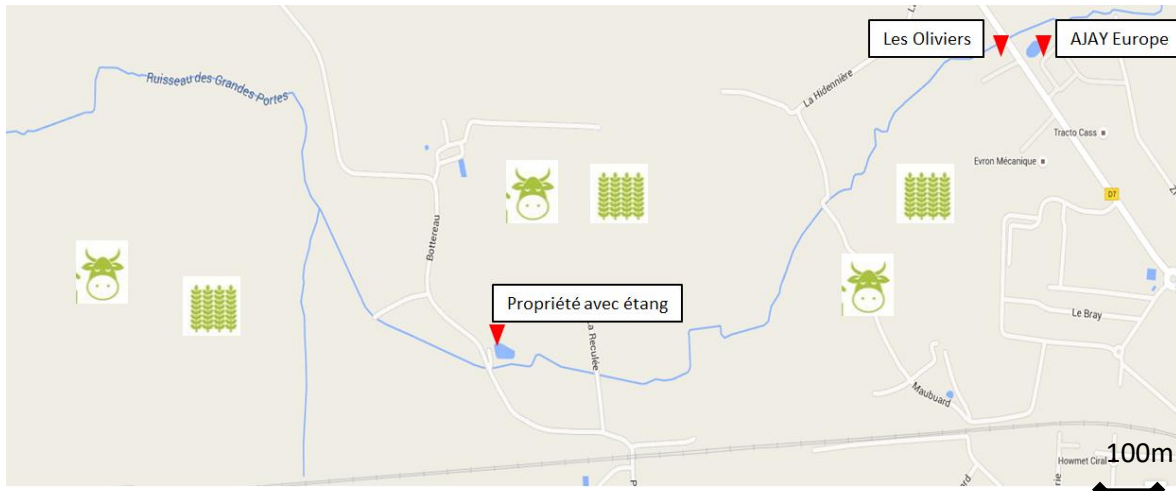 Les Oliviers
AJAY Europe
La Hidennière
Ruisseau des Grandes Portes
Tracto Cass
Evron Mécanique
D7
Bottereau
Propriété avec étang
La Reculée
Le Bray
Maubuard
100m
Howmet Ciral